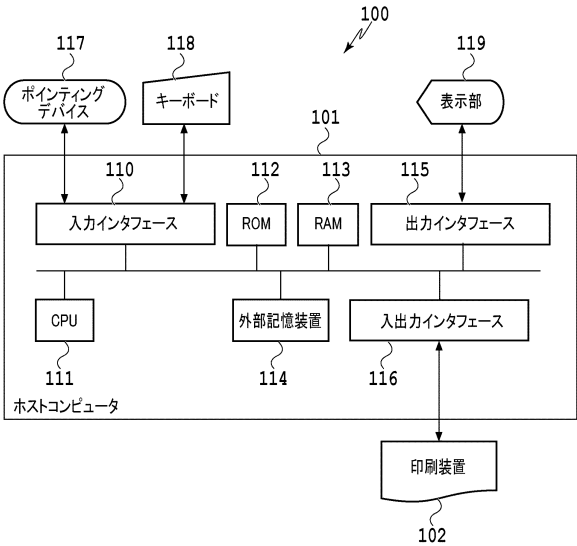 100
117
118
119
ポインティング
デバイス
キーボード
表示部
101
110
112
113
115
入力インタフェース
ROM
RAM
出力インタフェース
CPU
外部記憶装置
入出力インタフェース
111
114
116
ホストコンピュータ
印刷装置
102